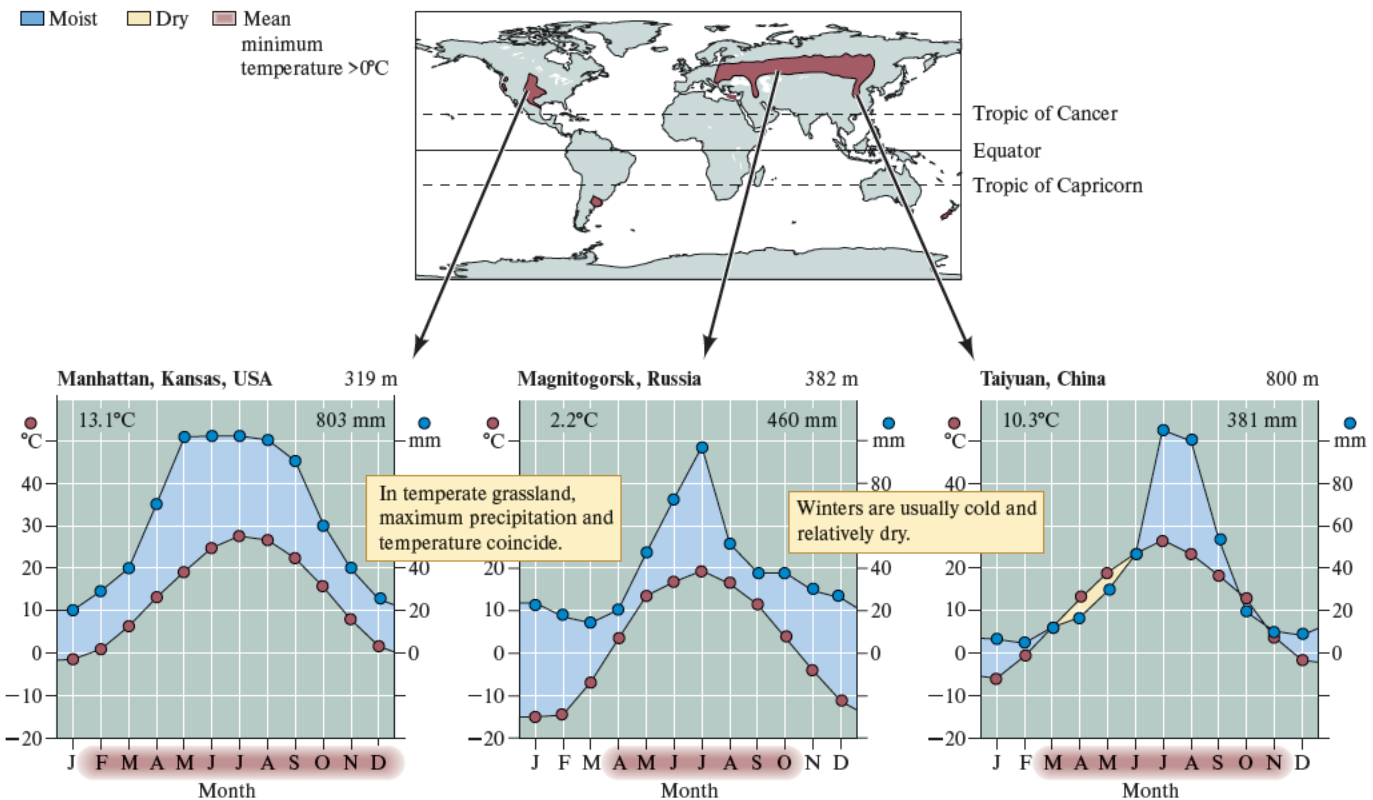 Moist
Dry
Mean
minimum
temperature >0°C
Tropic of Cancer
Equator
Tropic of Capricorn
Manhattan, Kansas, USA 319 m
°C
13.1°C 803 mm
mm
40
30
20
10
0
−10
−20
40
20
0
J F M A M J J A S O N D
Month
In temperate grassland,
maximum precipitation and
temperature coincide.
Magnitogorsk, Russia 382 m
°C
2.2°C 460 mm
mm
20
10
0
−10
−20
80
40
20
0
J F M A M J J A S O N D
Month
Winters are usually cold and
relatively dry.
Taiyuan, China 800 m
°C
10.3°C 381 mm
mm
40
20
10
0
−10
−20
80
60
40
20
0
J F M A M J J A S O N D
Month